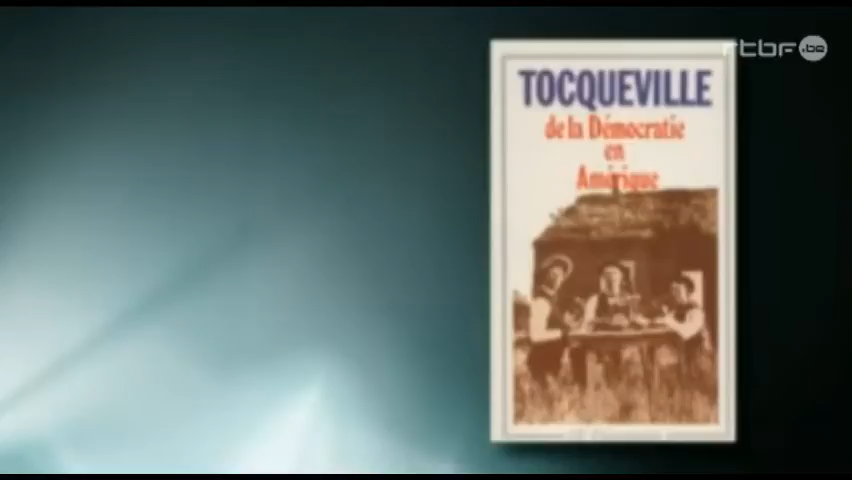 rtbf.be
TOCQUEVILLE
de la Démocratie
en
Amérique